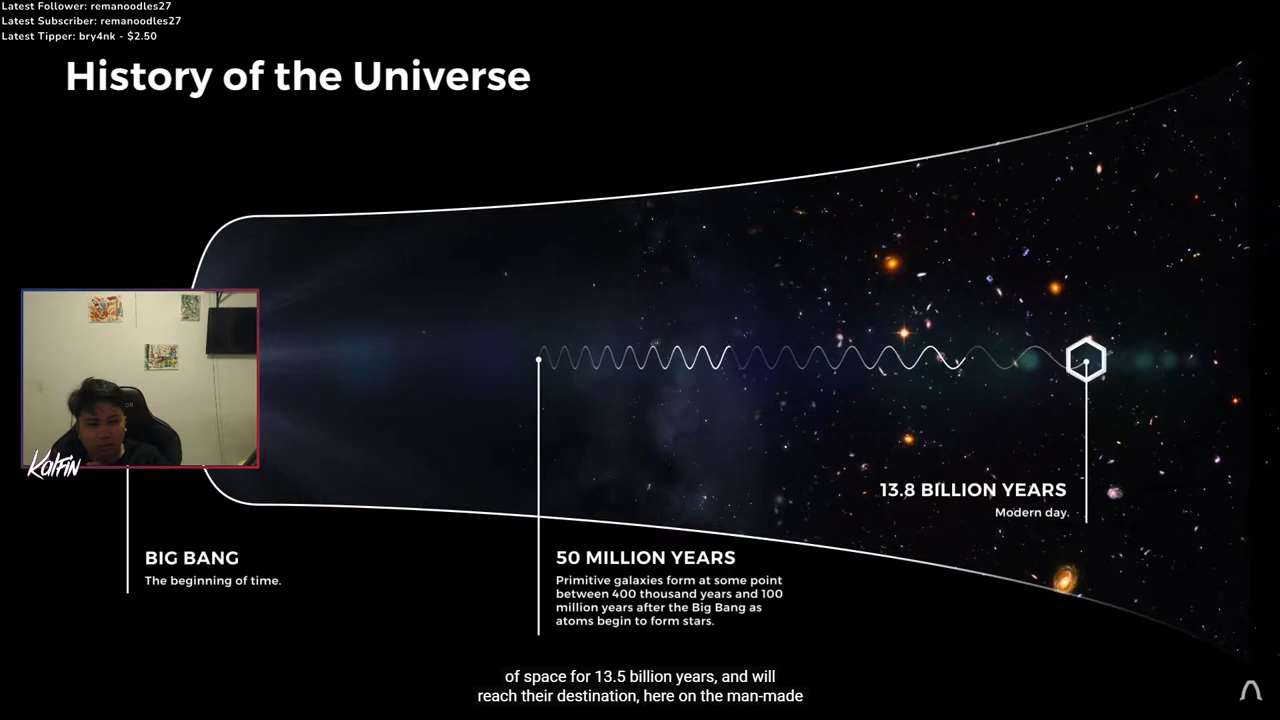 Latest Follower: remanoodles27
Latest Subscriber: remanoodles27
Latest Tipper: bry4nk - $2.50
History of the Universe
Kalfin
BIG BANG
The beginning of time.
50 MILLION YEARS
Primitive galaxies form at some point
between 400 thousand years and 100
million years after the Big Bang as
atoms begin to form stars.
13.8 BILLION YEARS
Modern day.
of space for 13.5 billion years, and will
reach their destination, here on the man-made